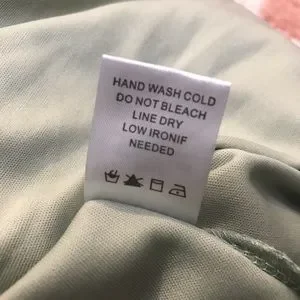 HAND WASH COLD
DO NOT BLEACH
LINE DRY
LOW IRONIF
NEEDED